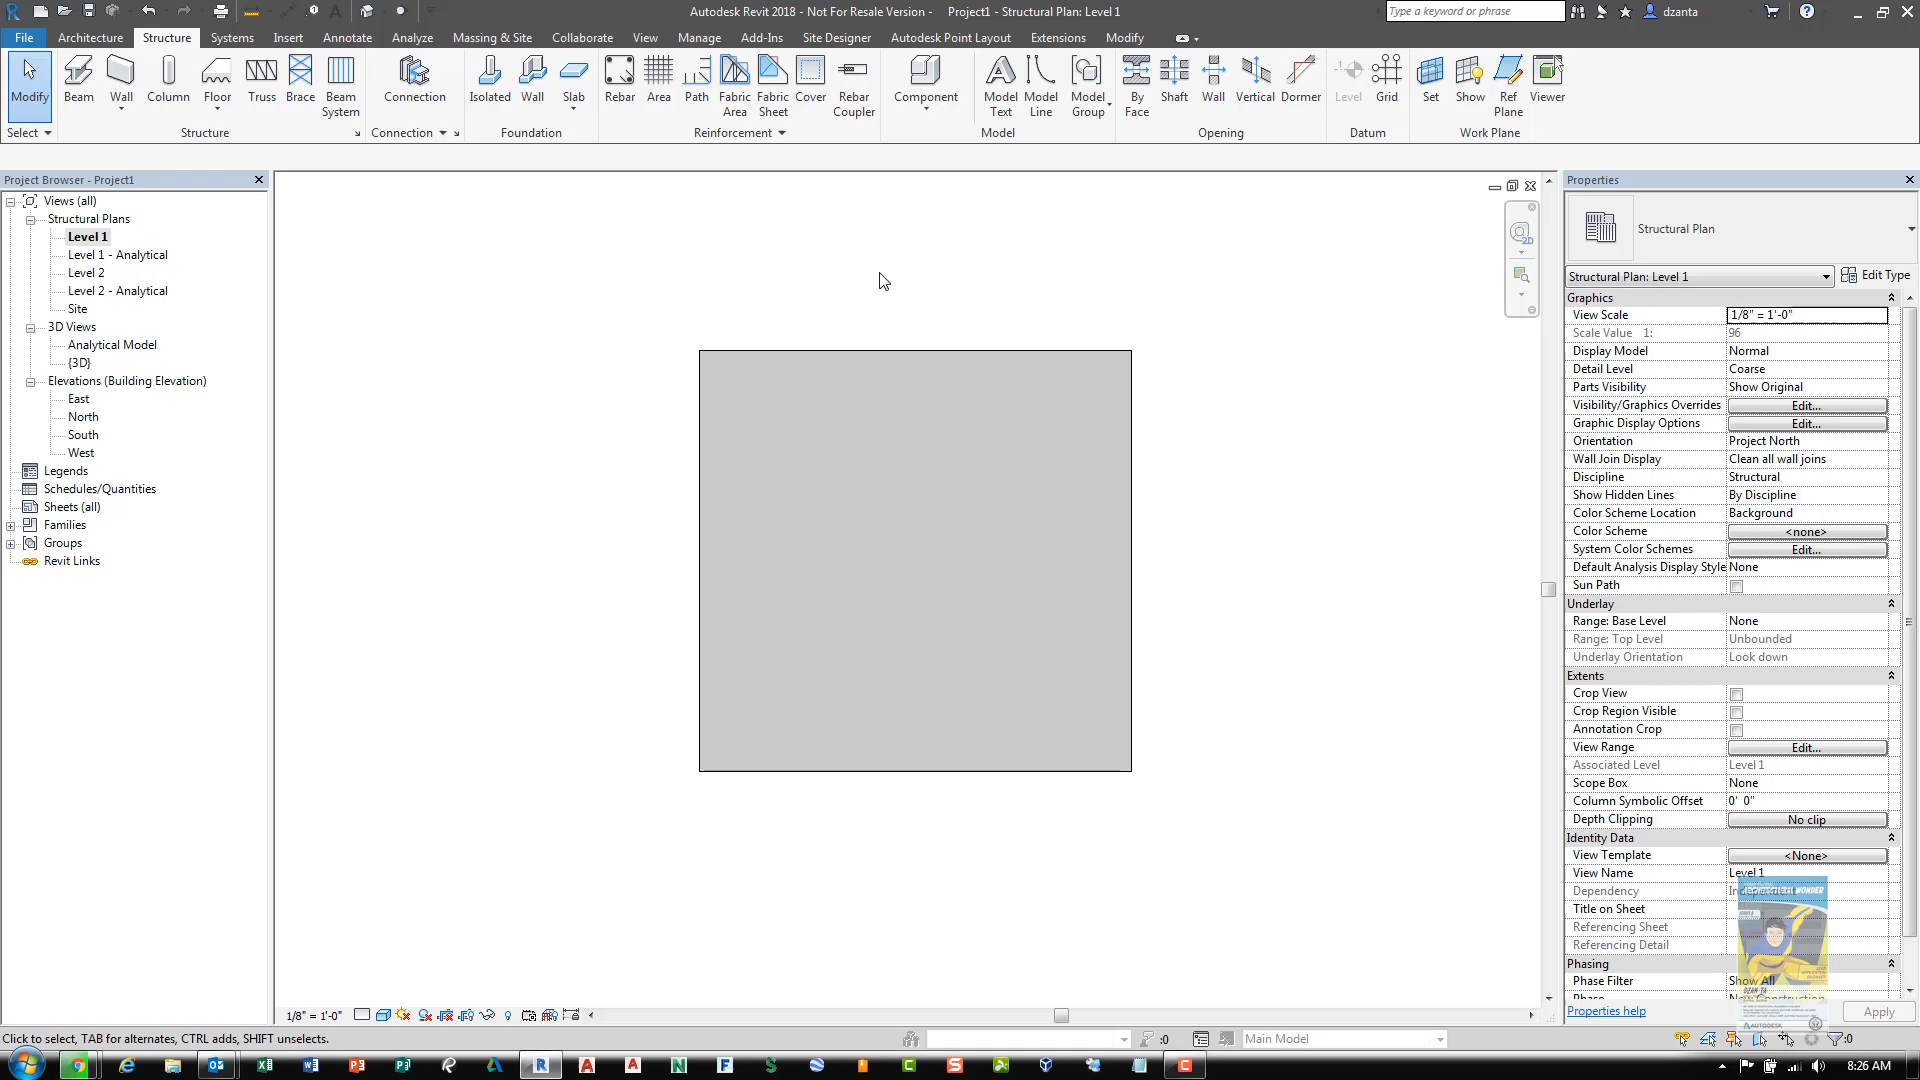 Autodesk Revit 2018 - Not For Resale Version - Project1 - Structural Plan: Level 1
Type a keyword or phrase
dzanta
File Architecture Structure Systems Insert Annotate Analyze Massing & Site Collaborate View Manage Add-Ins Site Designer Autodesk Point Layout Extensions Modify
Modify Beam Wall Column Floor Truss Brace Beam System Connection Isolated Wall Slab Rebar Area Path Fabric Area Fabric Sheet Cover Rebar Coupler Component Model Text Model Line Model Group By Face Shaft Wall Vertical Dormer Level Grid Set Show Ref Plane Viewer
Select Structure Connection Foundation Reinforcement Model Opening Datum Work Plane
Project Browser - Project1
Views (all)
Structural Plans
Level 1
Level 1 - Analytical
Level 2
Level 2 - Analytical
Site
3D Views
Analytical Model
{3D}
Elevations (Building Elevation)
East
North
South
West
Legends
Schedules/Quantities
Sheets (all)
Families
Groups
Revit Links
2D
Properties
Structural Plan
Structural Plan: Level 1 Edit Type
Graphics
View Scale 1/8" = 1'-0"
Scale Value 1: 96
Display Model Normal
Detail Level Coarse
Parts Visibility Show Original
Visibility/Graphics Overrides Edit...
Graphic Display Options Edit...
Orientation Project North
Wall Join Display Clean all wall joins
Discipline Structural
Show Hidden Lines By Discipline
Color Scheme Location Background
Color Scheme <none>
System Color Schemes Edit...
Default Analysis Display Style None
Sun Path
Underlay
Range: Base Level None
Range: Top Level Unbounded
Underlay Orientation Look down
Extents
Crop View
Crop Region Visible
Annotation Crop
View Range Edit...
Associated Level Level 1
Scope Box None
Column Symbolic Offset 0' 0"
Depth Clipping No clip
Identity Data
View Template <None>
View Name Level 1
Dependency
Title on Sheet
Referencing Sheet
Referencing Detail
Phasing
Phase Filter Show All
Properties help Apply
AUTODESK
1/8" = 1'-0"
Click to select, TAB for alternates, CTRL adds, SHIFT unselects.
:0
Main Model
:0
8:26 AM